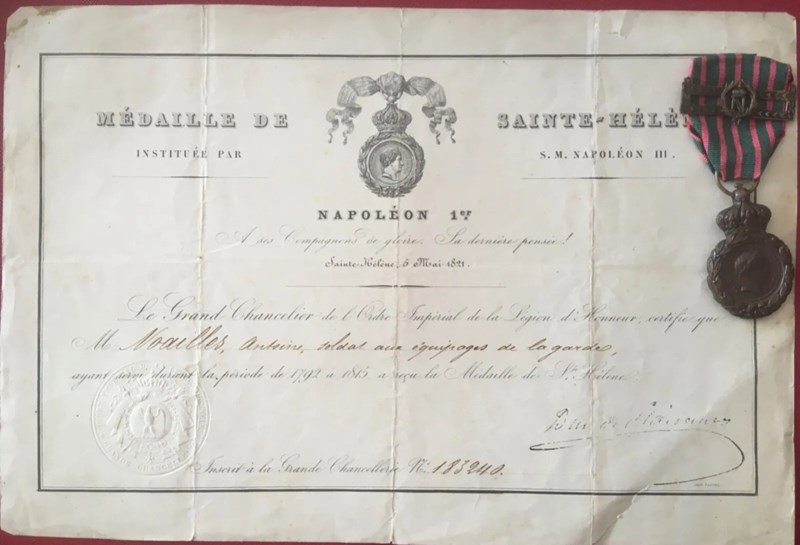 MÉDAILLE DE SAINTE-HÉLÈ
INSTITUÉE PAR S. M. NAPOLÉON III.
NAPOLÉON 1er
A ses Compagnons de gloire. Sa dernière pensée!
Sainte-Hélène, 5 Mai 1821.
Le Grand Chancelier de l'Ordre Impérial de la Légion d'Honneur, certifie que
M Noailles, Antoine, soldat aux équipages de la garde,
ayant servi durant la période de 1792 à 1815, a reçu la Médaille de Ste Hélène.
Inscrit à la Grande Chancellerie No 183240.